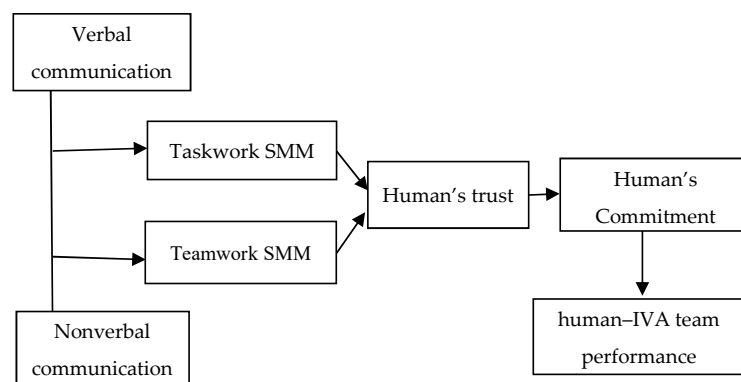 Verbal
communication
Taskwork SMM
Teamwork SMM
Nonverbal
communication
Human’s trust
Human’s
Commitment
human–IVA team
performance